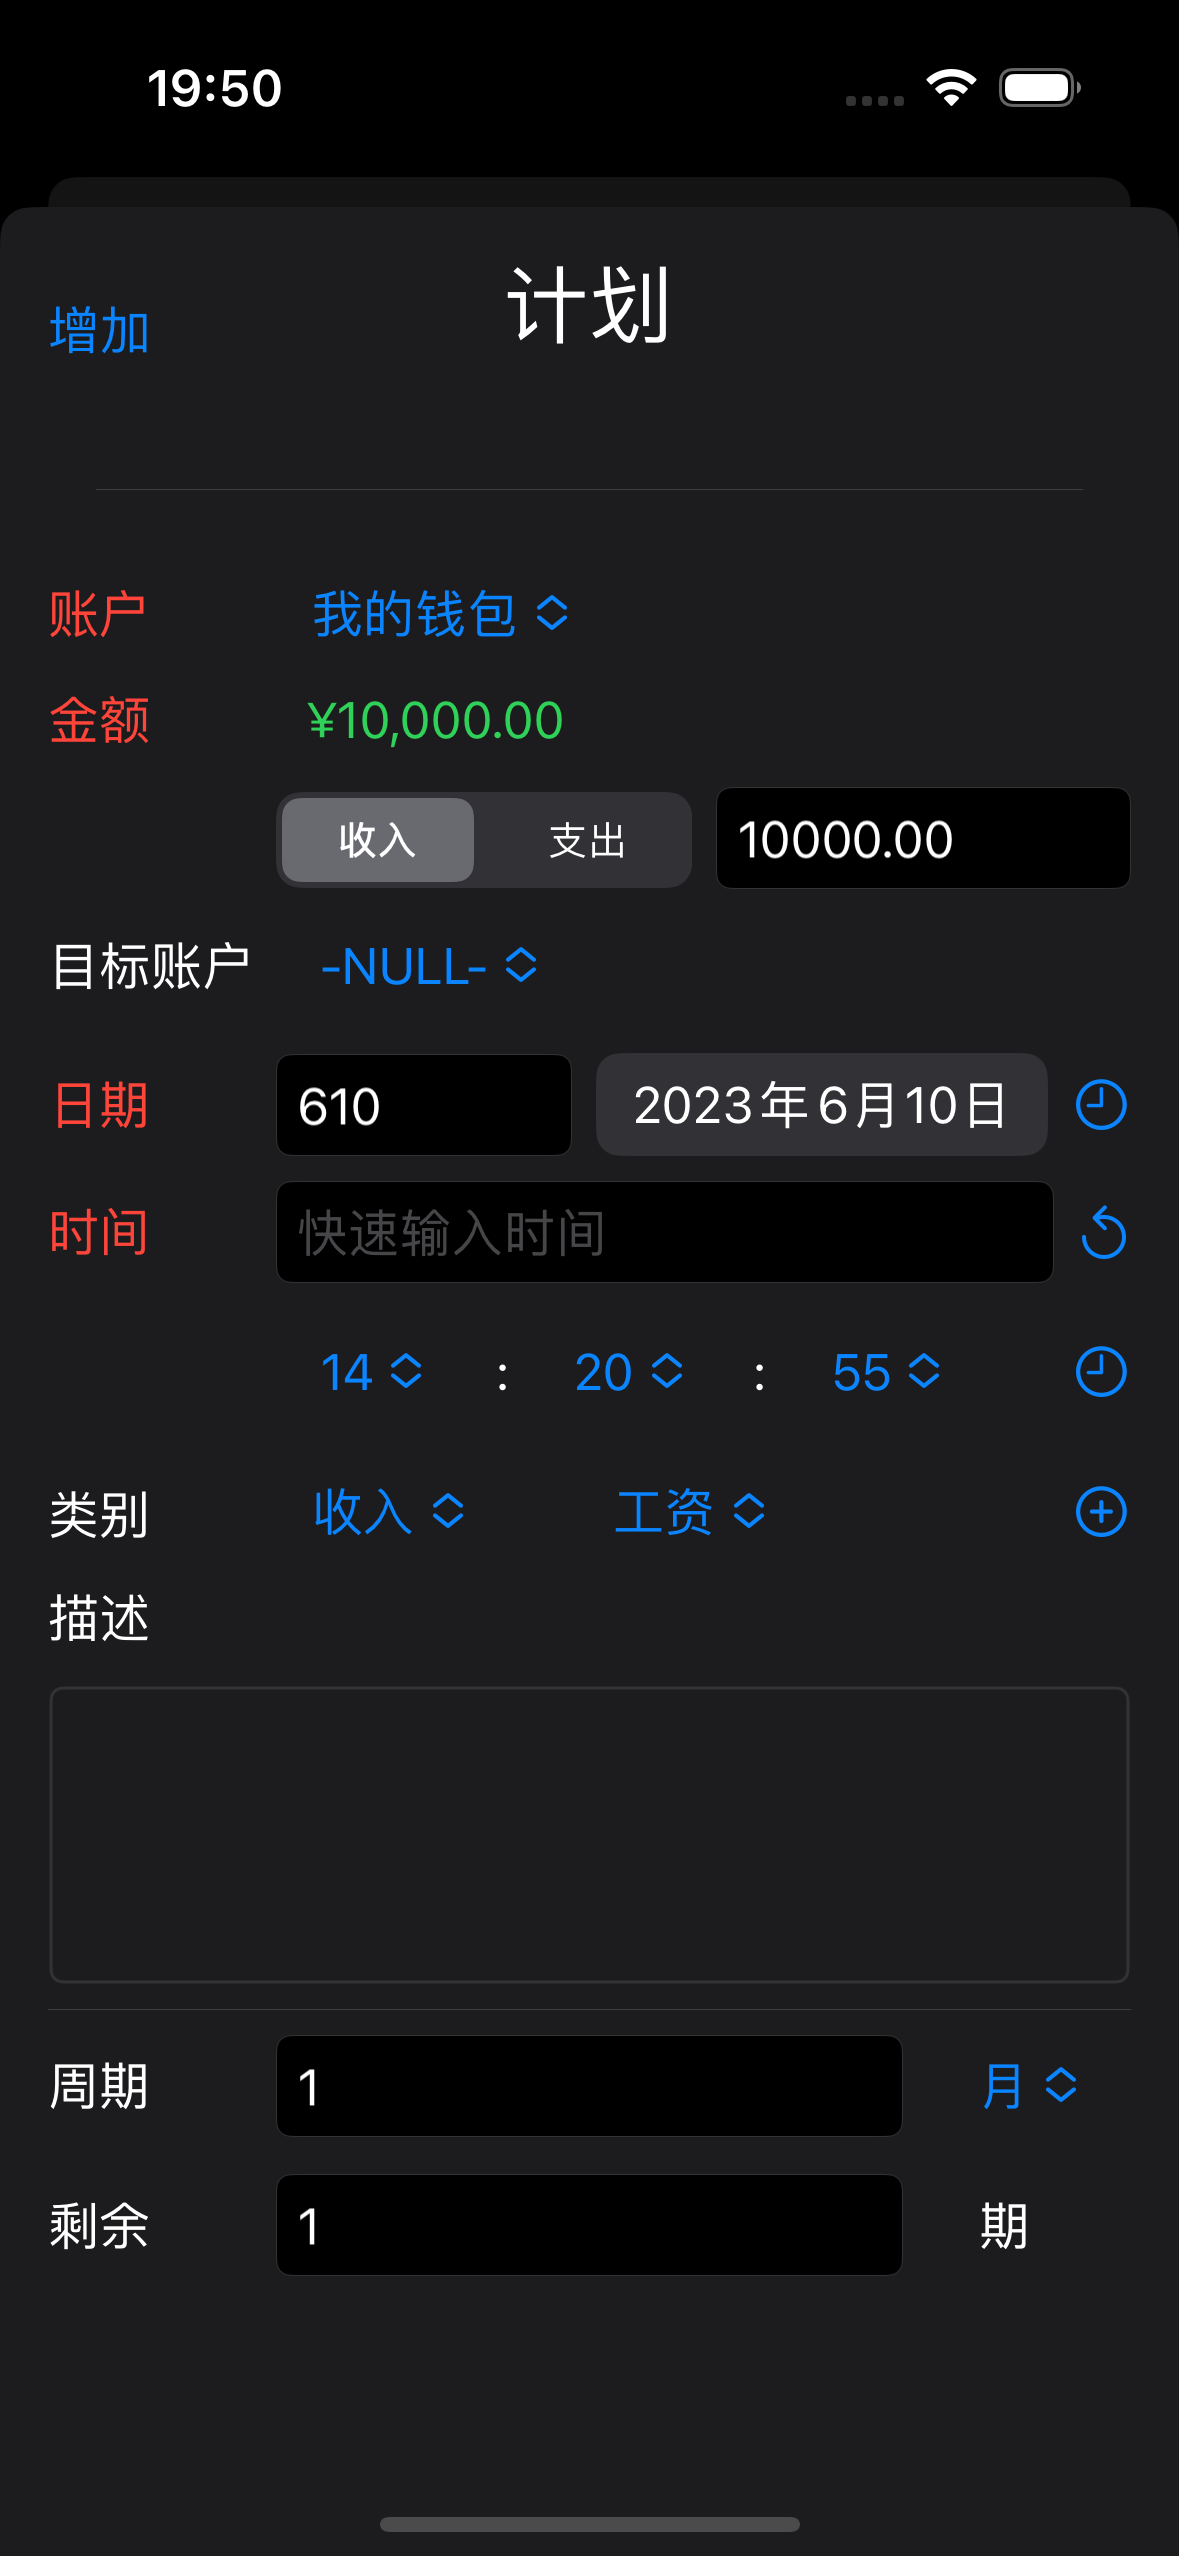 19:50
计划
增加
账户 我的钱包
金额 ¥10,000.00
收入 支出 10000.00
目标账户 -NULL-
日期 610 2023年6月10日
时间 快速输入时间
14 : 20 : 55
类别 收入 工资
描述
周期 1 月
剩余 1 期